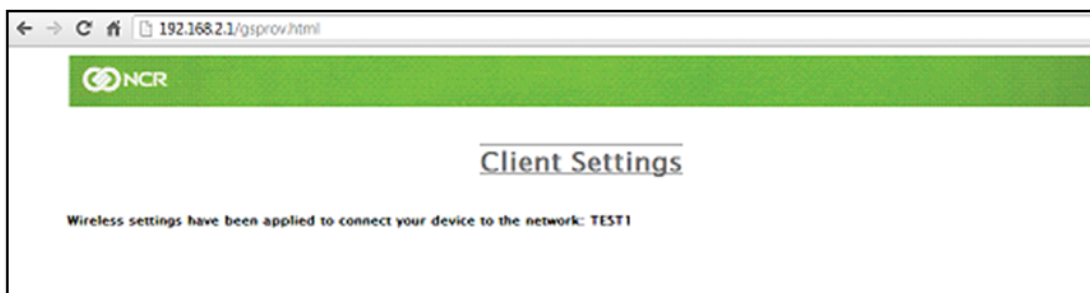 192.168.2.1/gsprov.html
NCR
Client Settings
Wireless settings have been applied to connect your device to the network: TEST1